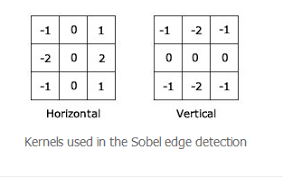 -1 0 1 -1 -2 -1
-2 0 2 0 0 0
-1 0 1 -1 -2 -1
Horizontal Vertical
Kernels used in the Sobel edge detection